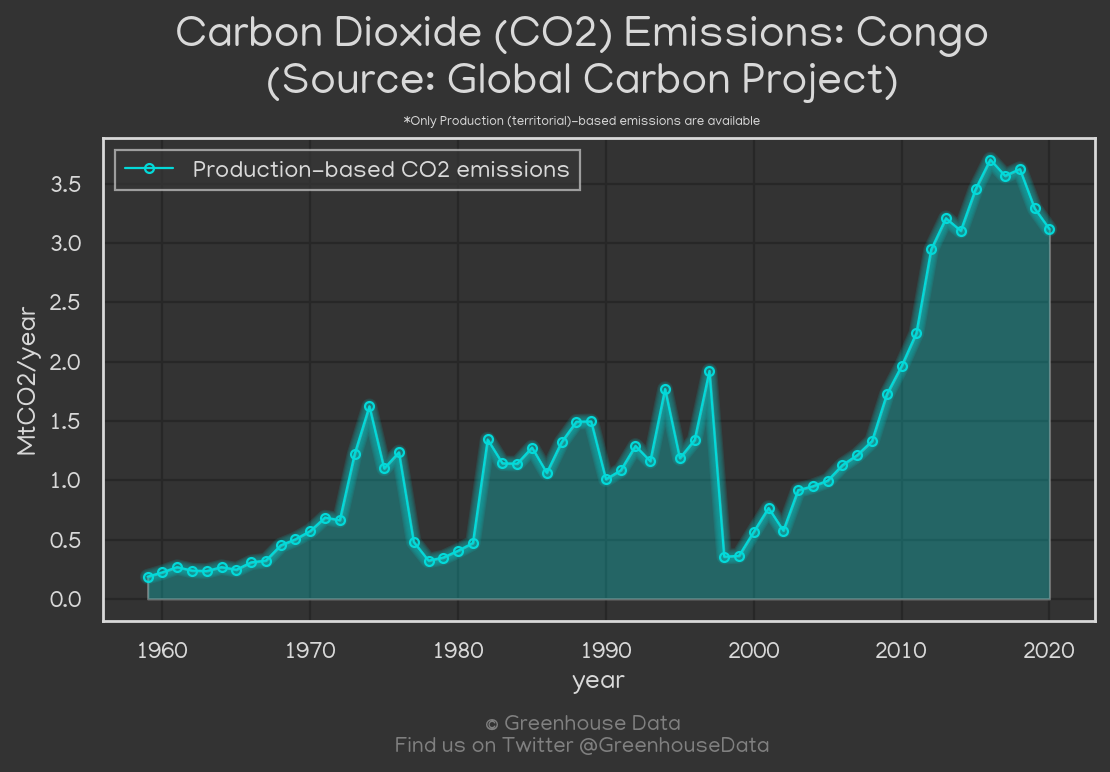 Carbon Dioxide (CO2) Emissions: Congo
(Source: Global Carbon Project)
*Only Production (territorial)-based emissions are available
Production-based CO2 emissions
3.5
3.0
2.5
2.0
1.5
1.0
0.5
0.0
MtCO2/year
1960 1970 1980 1990 2000 2010 2020
year
© Greenhouse Data
Find us on Twitter @GreenhouseData